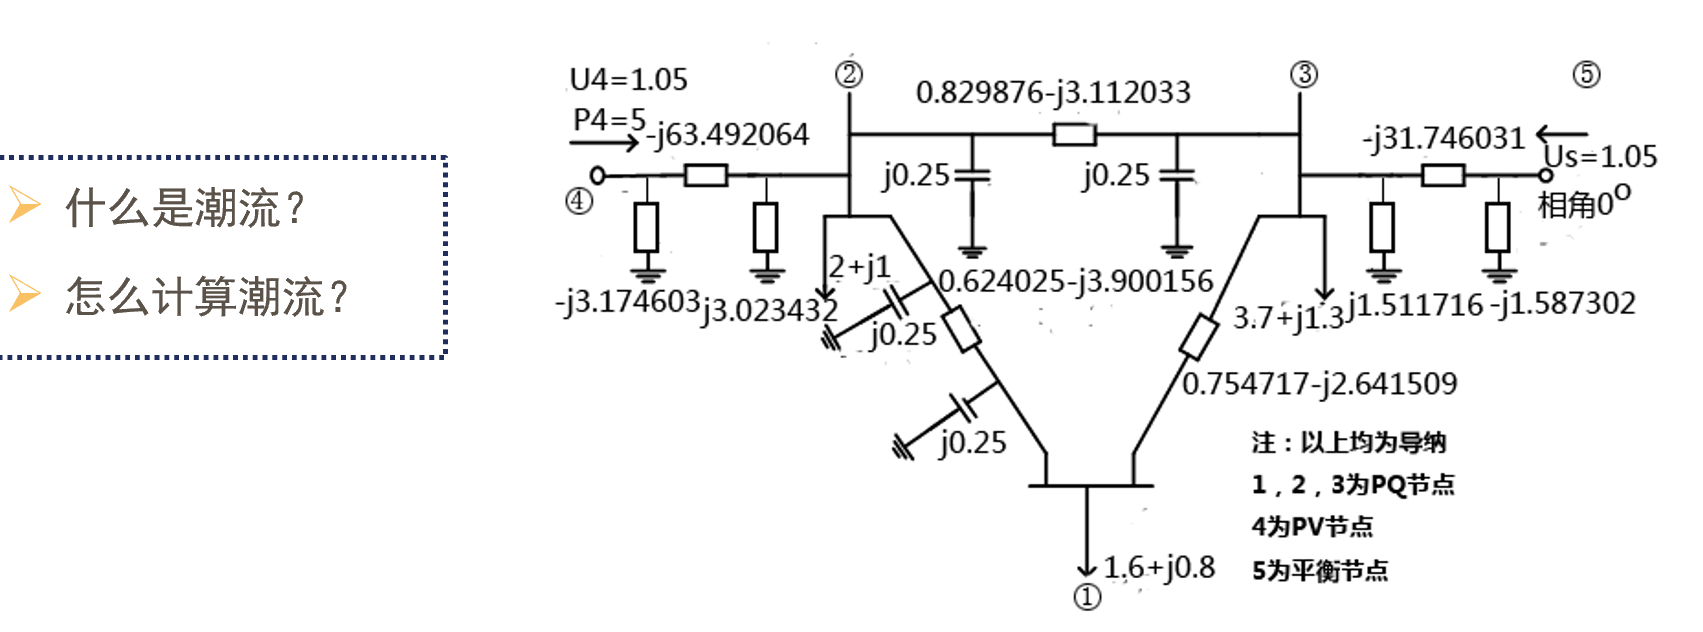 什么是潮流？
怎么计算潮流？
U4=1.05
P4=5
-j63.492064
④
-j3.174603
j3.023432
②
2+j1
0.829876-j3.112033
j0.25
j0.25
③
⑤
-j31.746031
Us=1.05
相角0°
j0.25
0.624025-j3.900156
j0.25
3.7+j1.3
j1.511716
-j1.587302
0.754717-j2.641509
1.6+j0.8
①
注：以上均为导纳
1，2，3为PQ节点
4为PV节点
5为平衡节点